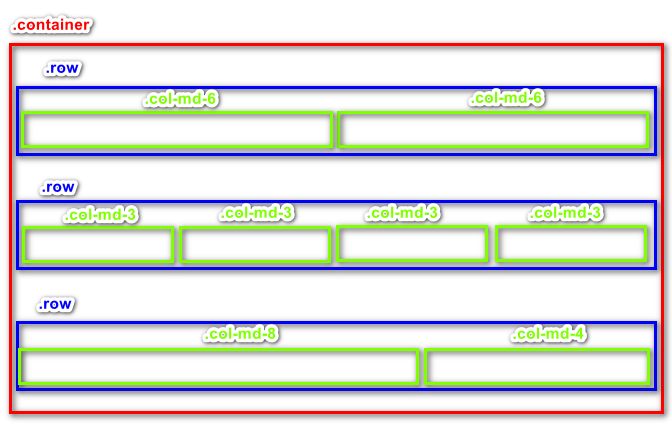 .container
.row
.col-md-6 .col-md-6
.row
.col-md-3 .col-md-3 .col-md-3 .col-md-3
.row
.col-md-8 .col-md-4